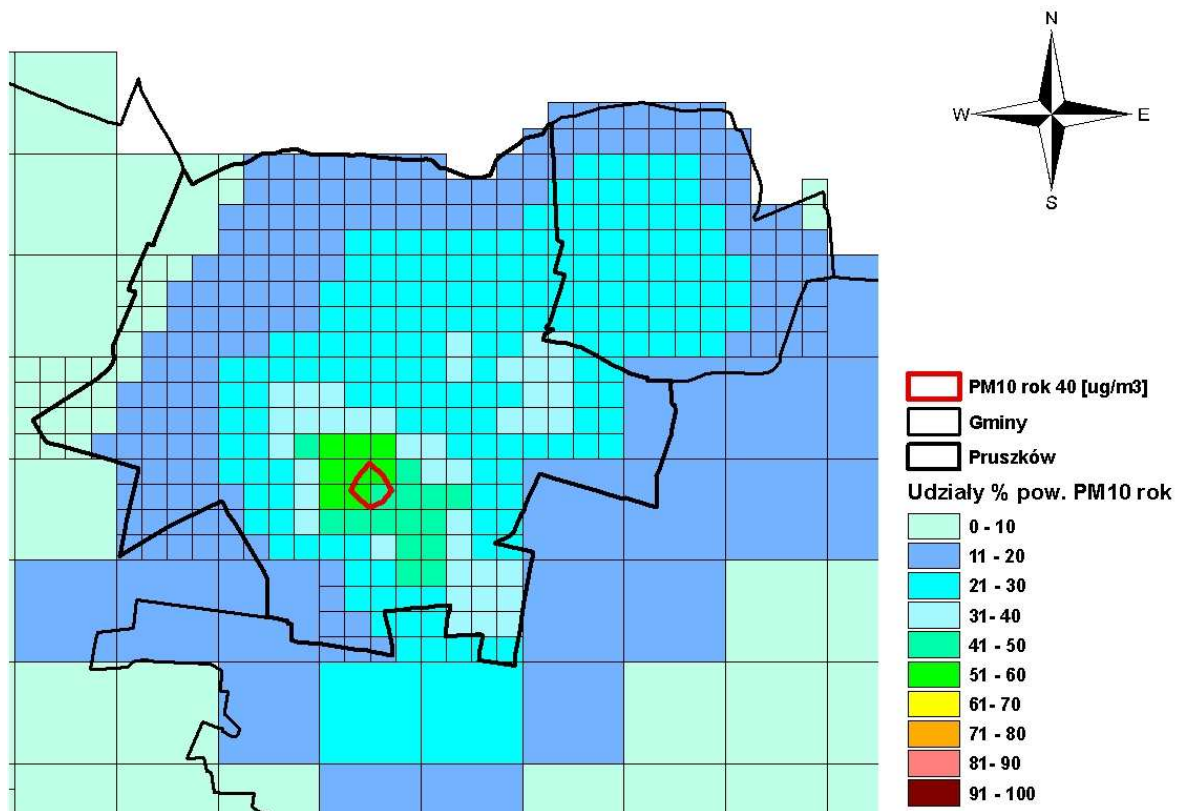 N
W E
S
PM10 rok 40 [ug/m3]
Gminy
Pruszków
Udziały % pow. PM10 rok
0 - 10
11 - 20
21 - 30
31- 40
41 - 50
51 - 60
61- 70
71 - 80
81- 90
91 - 100